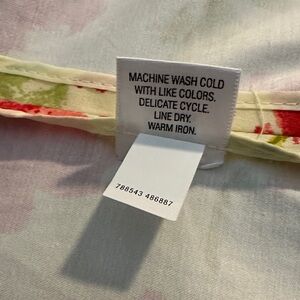 MACHINE WASH COLD
WITH LIKE COLORS.
DELICATE CYCLE.
LINE DRY.
WARM IRON.
788543 486887